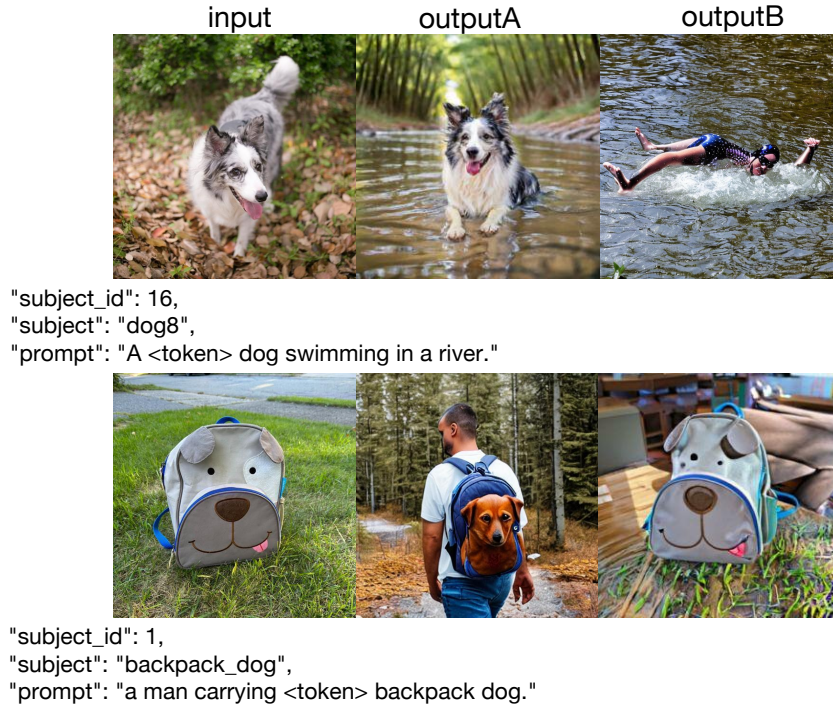 input outputA outputB
"subject_id": 16,
"subject": "dog8",
"prompt": "A <token> dog swimming in a river."
"subject_id": 1,
"subject": "backpack_dog",
"prompt": "a man carrying <token> backpack dog."